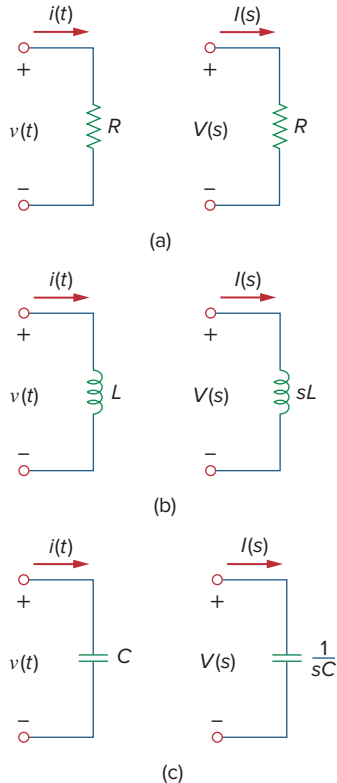 i(t) I(s)
+ +
v(t) R V(s) R
− −
(a)
i(t) I(s)
+ +
v(t) L V(s) sL
− −
(b)
i(t) I(s)
+ +
v(t) C V(s) 1/sC
− −
(c)